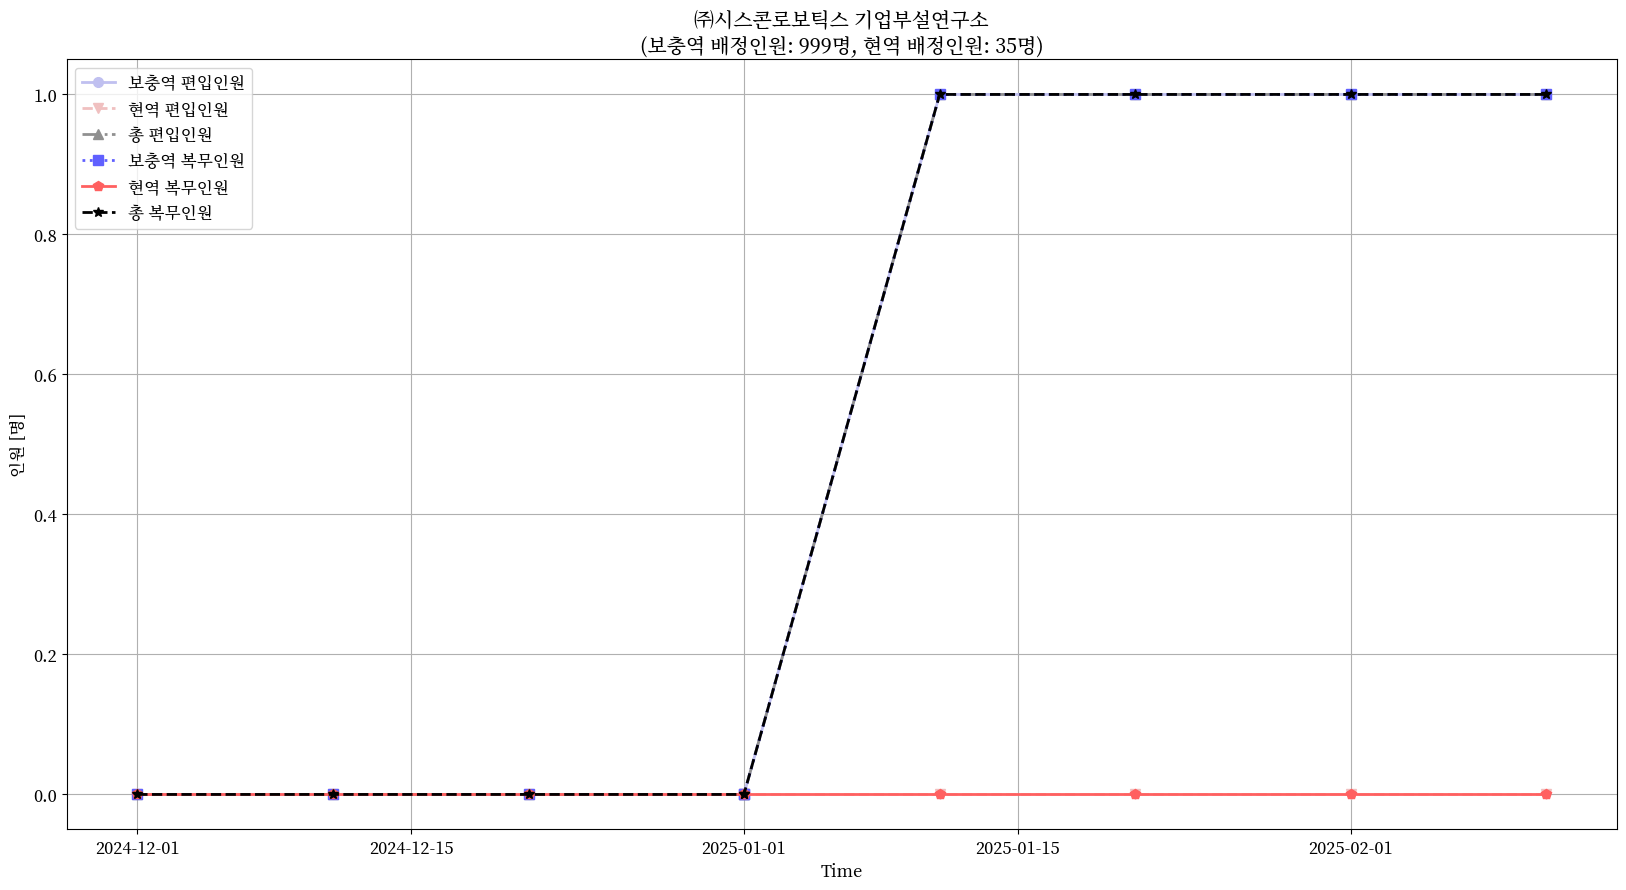 ㈜시스콘로보틱스 기업부설연구소
(보충역 배정인원: 999명, 현역 배정인원: 35명)
보충역 편입인원
현역 편입인원
총 편입인원
보충역 복무인원
현역 복무인원
총 복무인원
인원 [명]
1.0
0.8
0.6
0.4
0.2
0.0
2024-12-01
2024-12-15
2025-01-01
2025-01-15
2025-02-01
Time